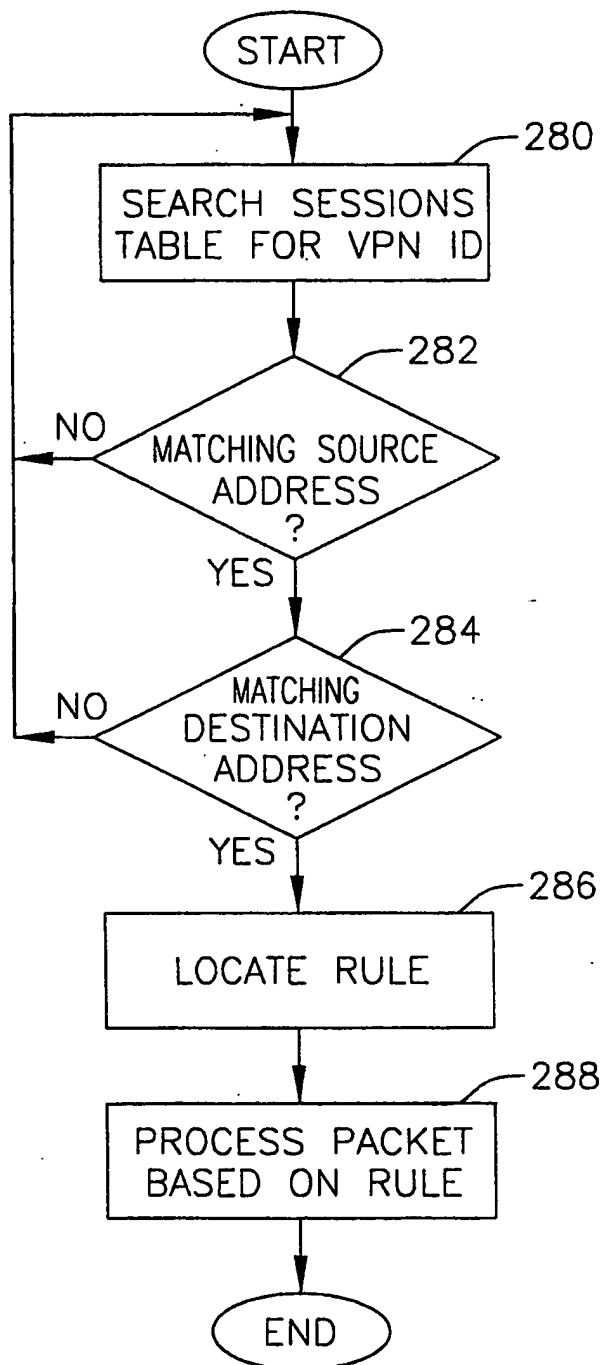 START
280
SEARCH SESSIONS
TABLE FOR VPN ID
282
NO
MATCHING SOURCE
ADDRESS
?
YES
284
NO
MATCHING
DESTINATION
ADDRESS
?
YES
286
LOCATE RULE
288
PROCESS PACKET
BASED ON RULE
END